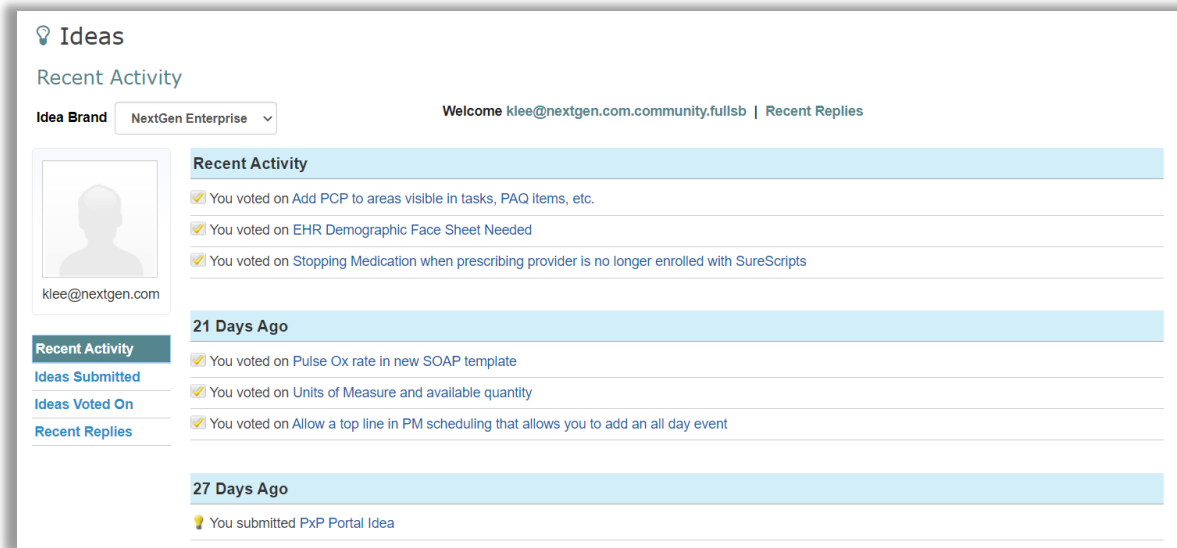 Ideas
Recent Activity
Idea Brand NextGen Enterprise
Welcome klee@nextgen.com.community.fullsb | Recent Replies
klee@nextgen.com
Recent Activity
Ideas Submitted
Ideas Voted On
Recent Replies
Recent Activity
You voted on Add PCP to areas visible in tasks, PAQ items, etc.
You voted on EHR Demographic Face Sheet Needed
You voted on Stopping Medication when prescribing provider is no longer enrolled with SureScripts
21 Days Ago
You voted on Pulse Ox rate in new SOAP template
You voted on Units of Measure and available quantity
You voted on Allow a top line in PM scheduling that allows you to add an all day event
27 Days Ago
You submitted PxP Portal Idea